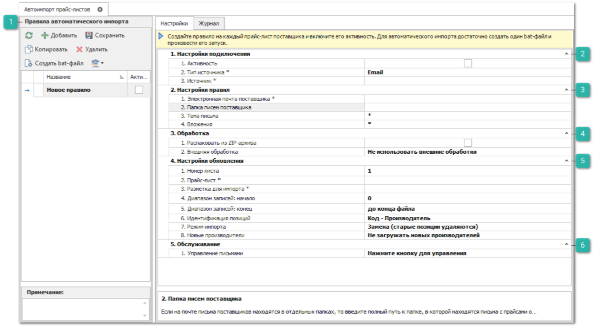 Автоимпорт прайс-листов
1
Правила автоматического импорта
Добавить
Сохранить
Копировать
Удалить
Создать bat-файл
Название
Акти...
Новое правило
Примечание:
Настройки
Журнал
Создайте правило на каждый прайс-лист поставщика и включите его активность. Для автоматического импорта достаточно создать один bat-файл и
произвести его запуск.
1. Настройки подключения
2
1. Активность
2. Тип источника *
Email
3. Источник *
2. Настройки правил
3
1. Электронная почта поставщика *
2. Папка писем поставщика
3. Тема письма
*
4. Вложения
*
3. Обработка
4
1. Распаковать из ZIP-архива
2. Внешняя обработка
Не использовать внешние обработки
4. Настройки обновления
5
1. Номер листа
1
2. Прайс-лист *
3. Разметка для импорта *
4. Диапазон записей: начало
0
5. Диапазон записей: конец
до конца файла
6. Идентификация позиций
Код - Производитель
7. Режим импорта
Замена (старые позиции удаляются)
8. Новые производители
Не загружать новых производителей
5. Обслуживание
6
1. Управление письмами
Нажмите кнопку для управления
2. Папка писем поставщика
Если на почте письма поставщиков находятся в отдельных папках, то введите полный путь к папке, в которой находятся письма с прайсами о...